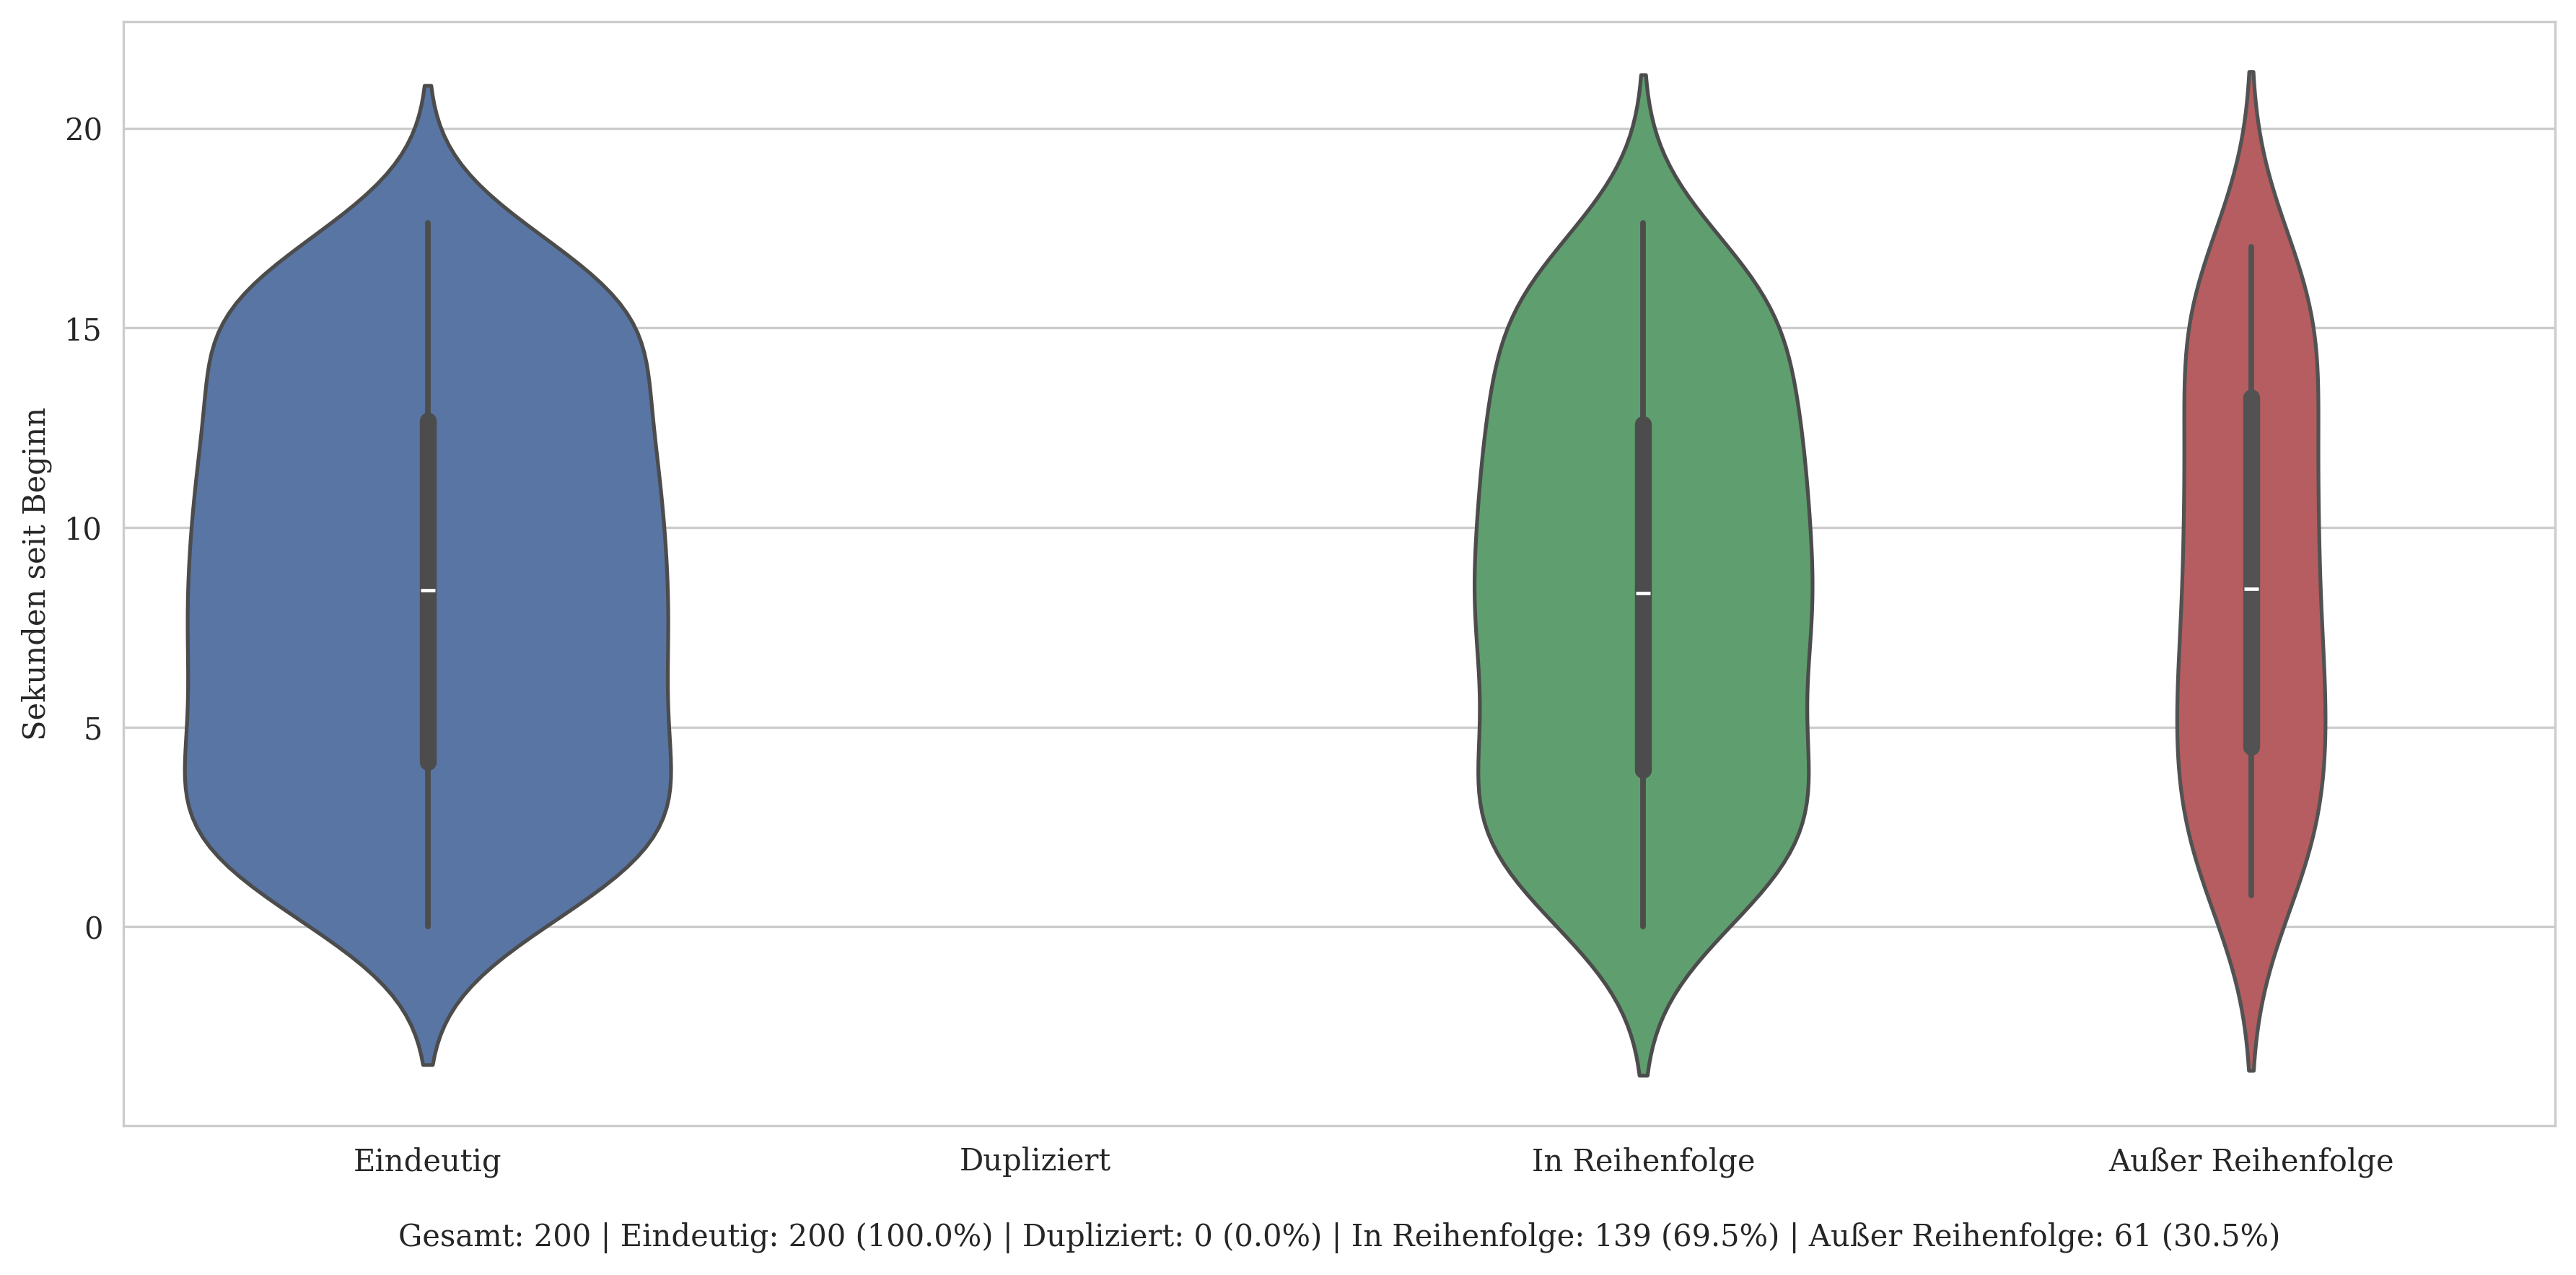 Sekunden seit Beginn
20
15
10
5
0
Eindeutig
Dupliziert
In Reihenfolge
Außer Reihenfolge
Gesamt: 200 | Eindeutig: 200 (100.0%) | Dupliziert: 0 (0.0%) | In Reihenfolge: 139 (69.5%) | Außer Reihenfolge: 61 (30.5%)